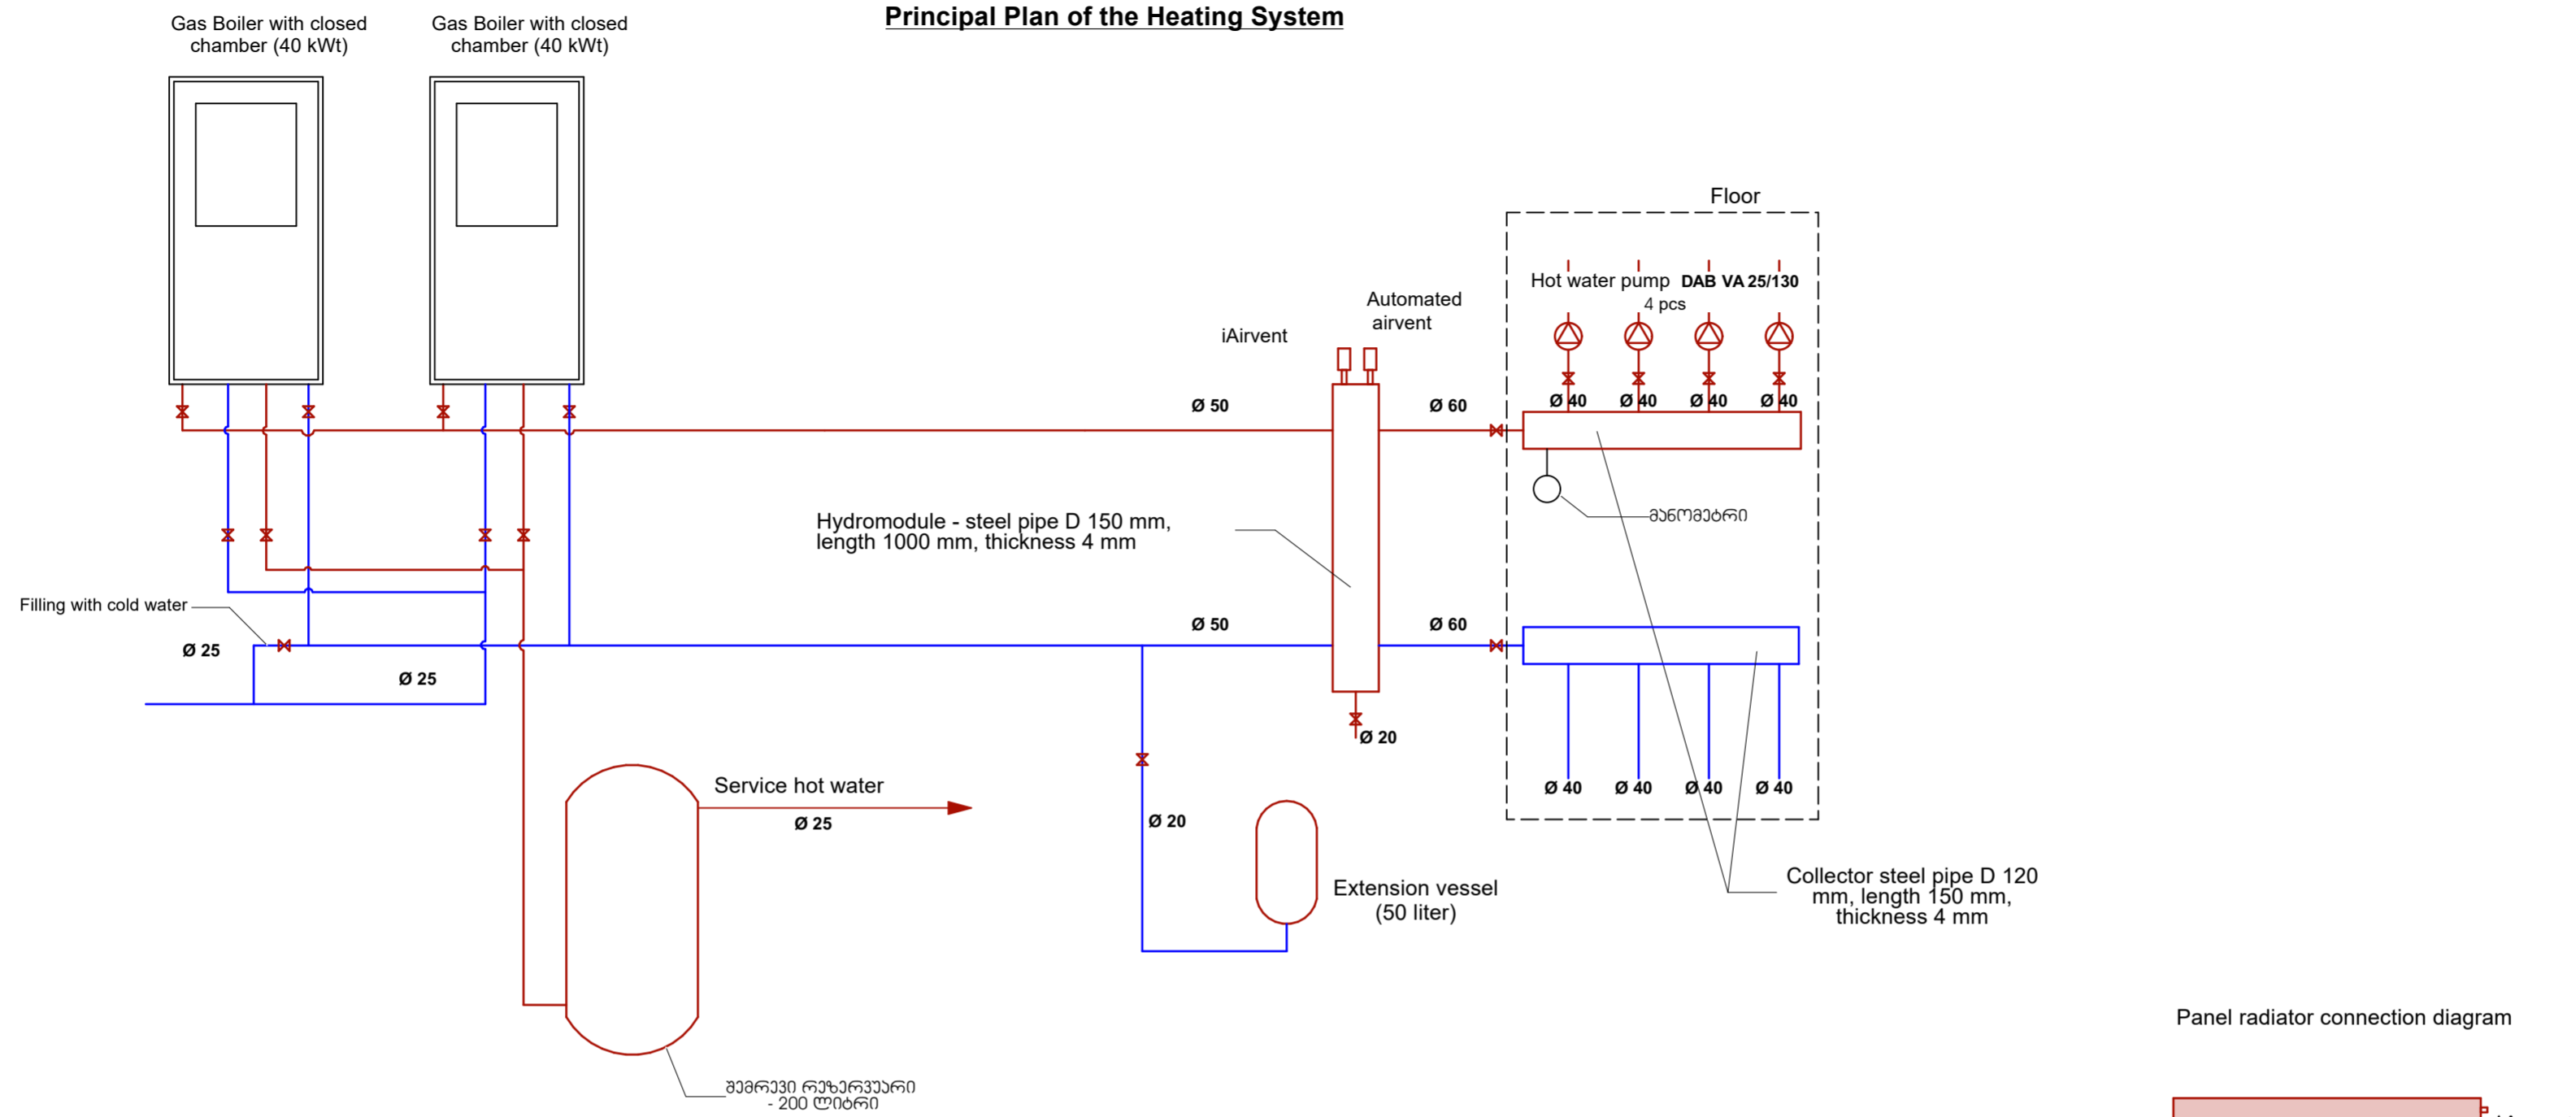 Principal Plan of the Heating System
Gas Boiler with closed
chamber (40 kWt)
Gas Boiler with closed
chamber (40 kWt)
Floor
Hot water pump DAB VA 25/130
4 pcs
Automated
airvent
iAirvent
Ø 50
Ø 60
Ø 40
Ø 40
Ø 40
Ø 40
მანომეტრი
Hydromodule - steel pipe D 150 mm,
length 1000 mm, thickness 4 mm
Filling with cold water
Ø 25
Ø 25
Ø 50
Ø 60
Ø 20
Service hot water
Ø 25
Ø 20
Ø 40
Ø 40
Ø 40
Ø 40
Extension vessel
(50 liter)
Collector steel pipe D 120
mm, length 150 mm,
thickness 4 mm
Panel radiator connection diagram
შემრევი რეზერვუარი
- 200 ლიტრი